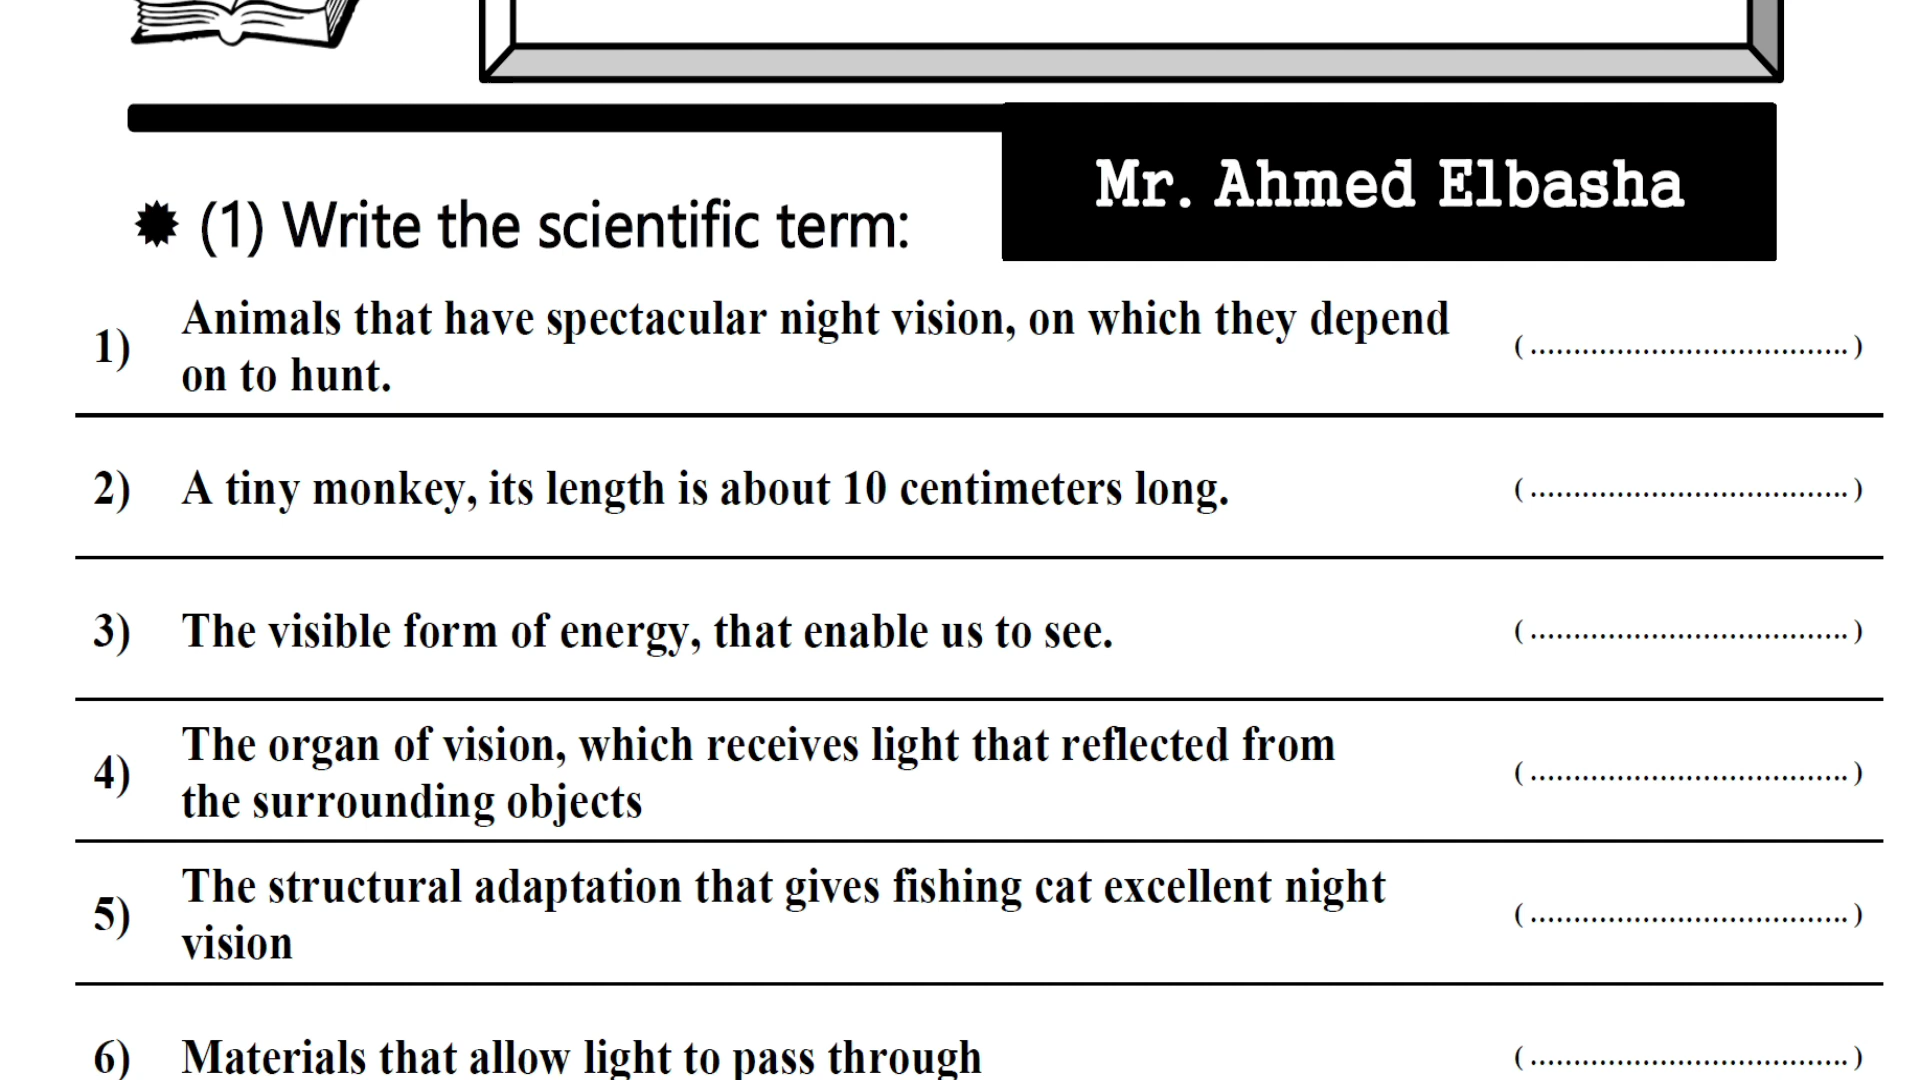 Mr. Ahmed Elbasha
(1) Write the scientific term:
1) Animals that have spectacular night vision, on which they depend
on to hunt. (.....................................)
2) A tiny monkey, its length is about 10 centimeters long. (.....................................)
3) The visible form of energy, that enable us to see. (.....................................)
4) The organ of vision, which receives light that reflected from
the surrounding objects (.....................................)
5) The structural adaptation that gives fishing cat excellent night
vision (.....................................)
6) Materials that allow light to pass through (.....................................)